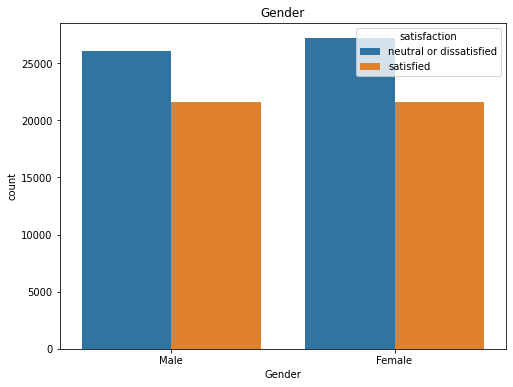 Gender
satisfaction
neutral or dissatisfied
satisfied
count
25000
20000
15000
10000
5000
0
Male Female
Gender